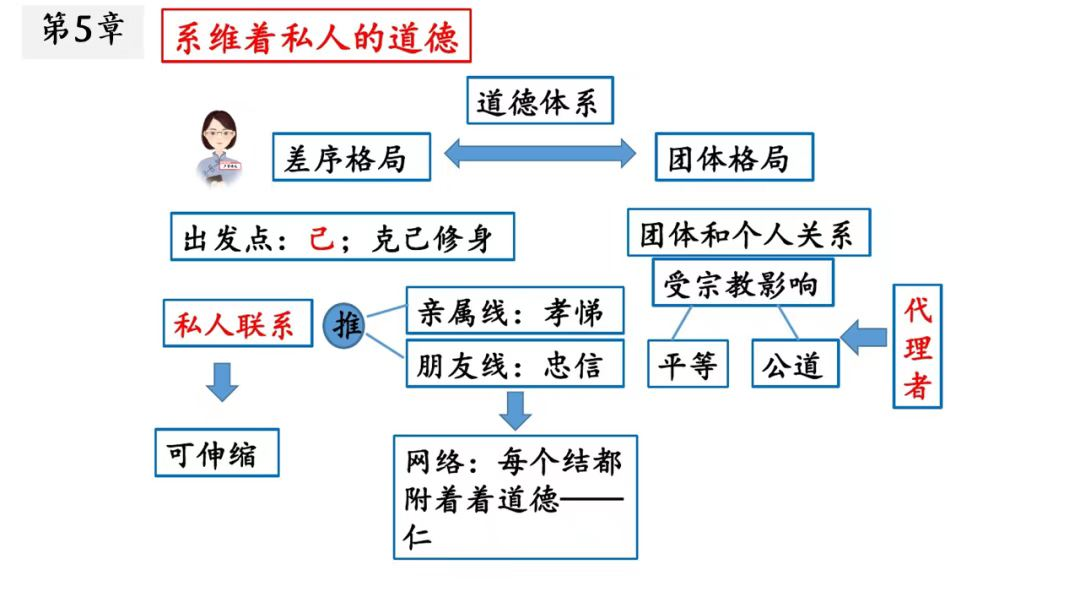 第5章
系维着私人的道德
道德体系
差序格局
团体格局
出发点：己；克己修身
团体和个人关系
受宗教影响
私人联系
推
亲属线：孝悌
朋友线：忠信
平等
公道
代
理
者
可伸缩
网络：每个结都
附着着道德——
仁